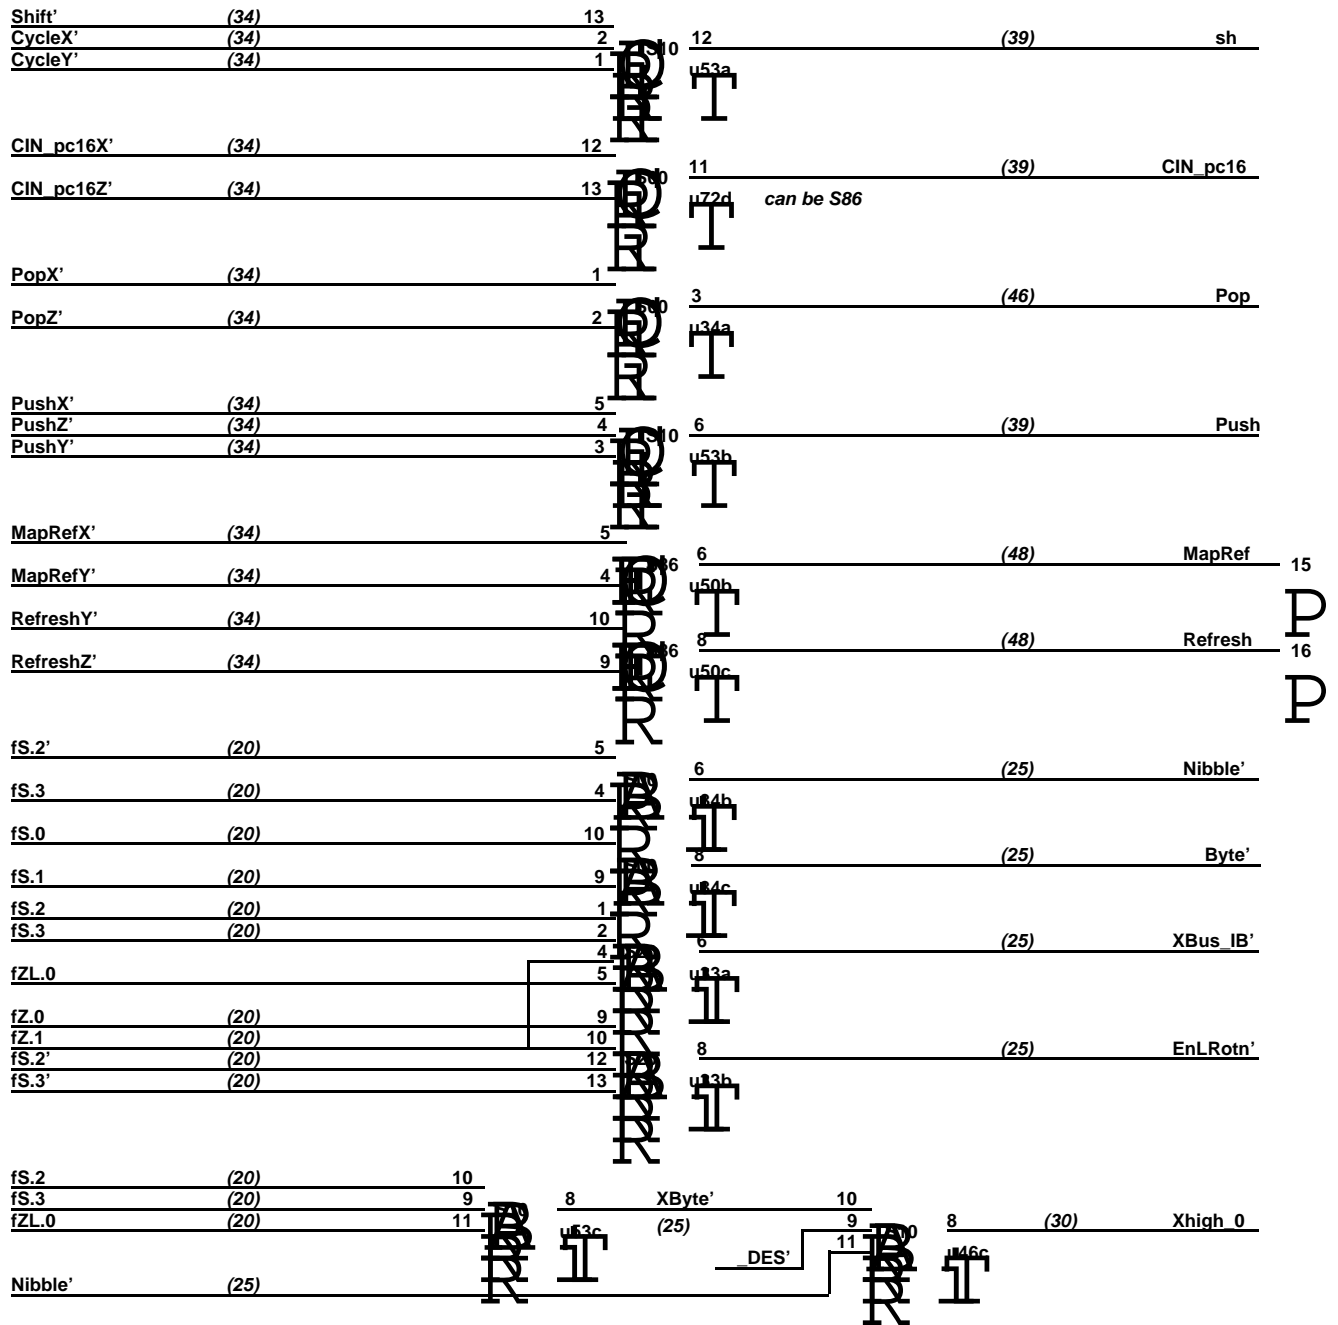 Shift’ (34) 13
CycleX’ (34) 2 12 (39) sh
CycleY’ (34) 1 u53a
CIN_pc16X’ (34) 12
11 (39) CIN_pc16
CIN_pc16Z’ (34) 13 u72d can be S86
PopX’ (34) 1
3 (46) Pop
PopZ’ (34) 2 u34a
PushX’ (34) 5
PushZ’ (34) 4 6 (39) Push
PushY’ (34) 3 u53b
MapRefX’ (34) 5
6 (48) MapRef 15
MapRefY’ (34) 4 u50b
RefreshY’ (34) 10
8 (48) Refresh 16
RefreshZ’ (34) 9 u50c
fS.2’ (20) 5
6 (25) Nibble’
fS.3 (20) 4
fS.0 (20) 10
8 (25) Byte’
fS.1 (20) 9
fS.2 (20) 1
fS.3 (20) 2
4 6 (25) XBus_IB’
fZL.0 5
fZ.0 (20) 9
fZ.1 (20) 10
fS.2’ (20) 12 8 (25) EnLRotn’
fS.3’ (20) 13
fS.2 (20) 10
fS.3 (20) 9 8 XByte’ 10
fZL.0 (20) 11 (25) 9 8 (30) Xhigh_0
11
_DES’
Nibble’ (25)